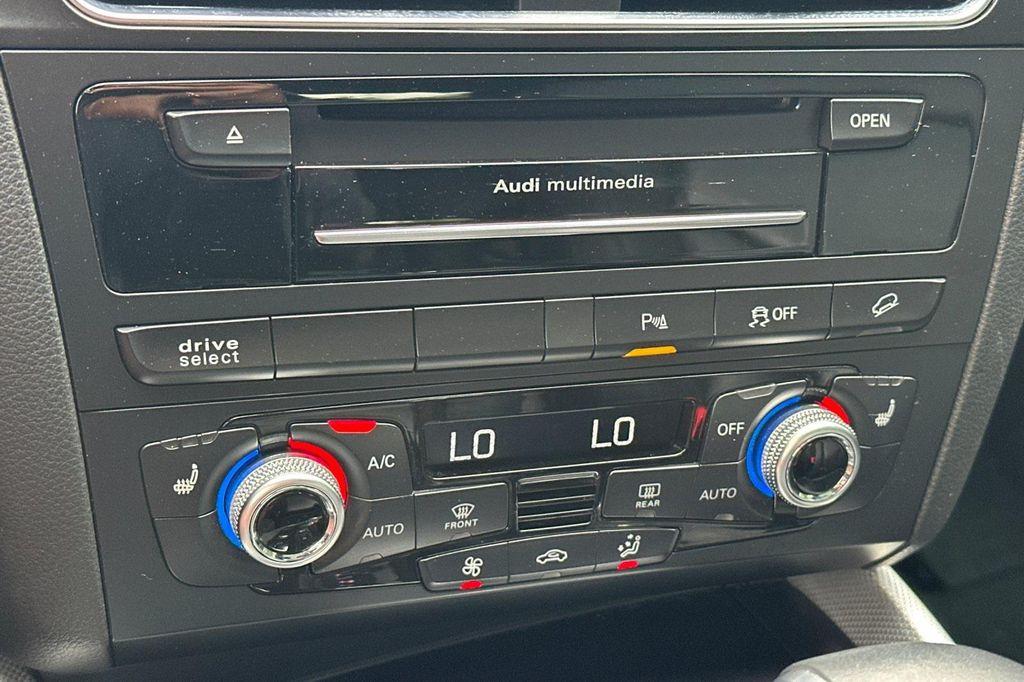 OPEN
Audi multimedia
drive
select
P
OFF
LO
LO
OFF
A/C
AUTO
FRONT
REAR
AUTO